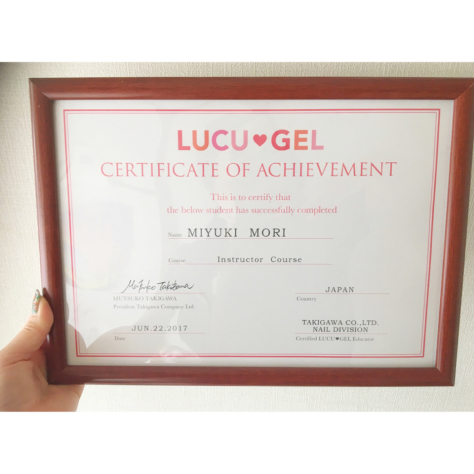 LUCU♥GEL
CERTIFICATE OF ACHIEVEMENT
This is to certify that
the below student has successfully completed
Name MIYUKI MORI
Course Instructor Course
Mutsuko Takigawa
MUTSUKO TAKIGAWA
President Takigawa Company Ltd.
JAPAN
Country
JUN.22.2017
Date
TAKIGAWA CO.,LTD.
NAIL DIVISION
Certified LUCU♥GEL Educator